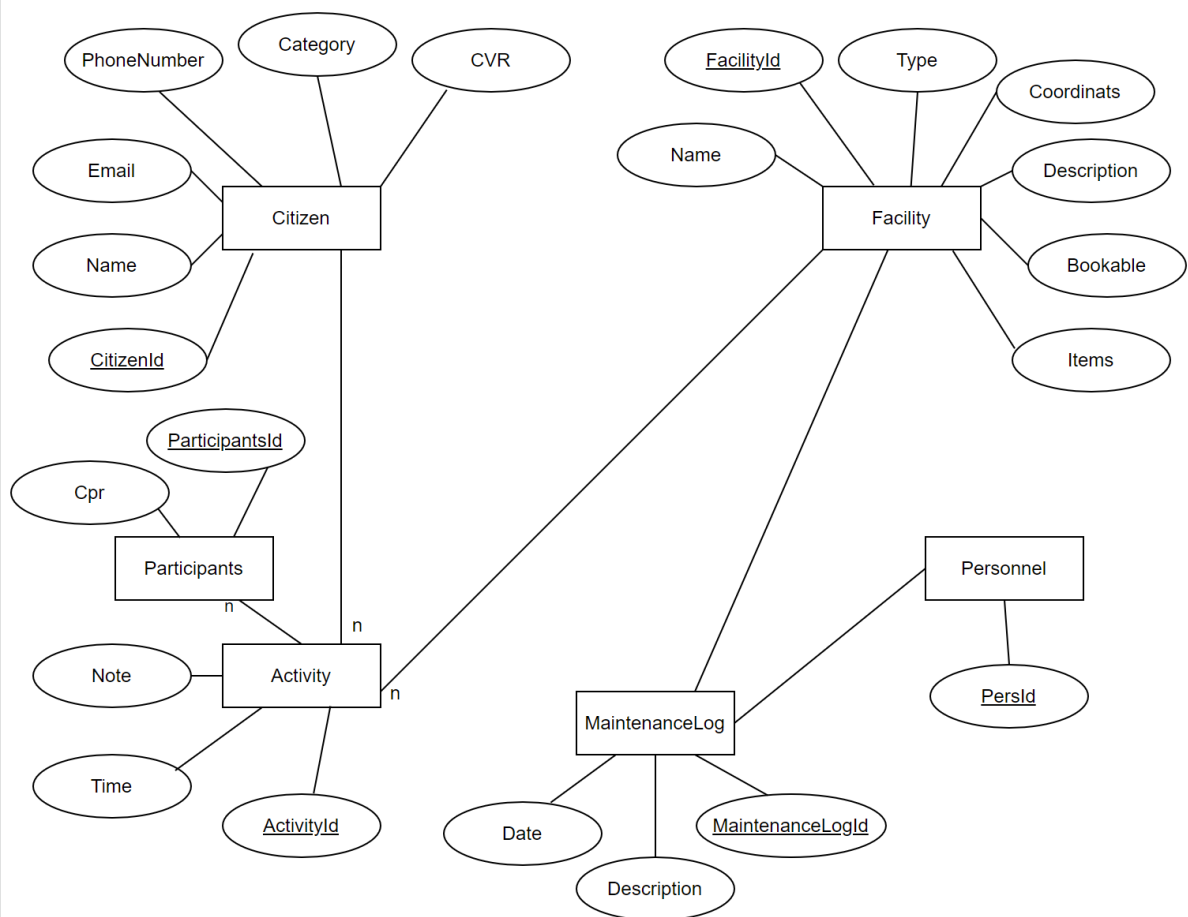 PhoneNumber
Category
CVR
FacilityId
Type
Coordinats
Name
Description
Email
Citizen
Facility
Name
Bookable
CitizenId
Items
ParticipantsId
Cpr
Participants
Personnel
n
n
Note
Activity
n
PersId
MaintenanceLog
Time
ActivityId
Date
MaintenanceLogId
Description